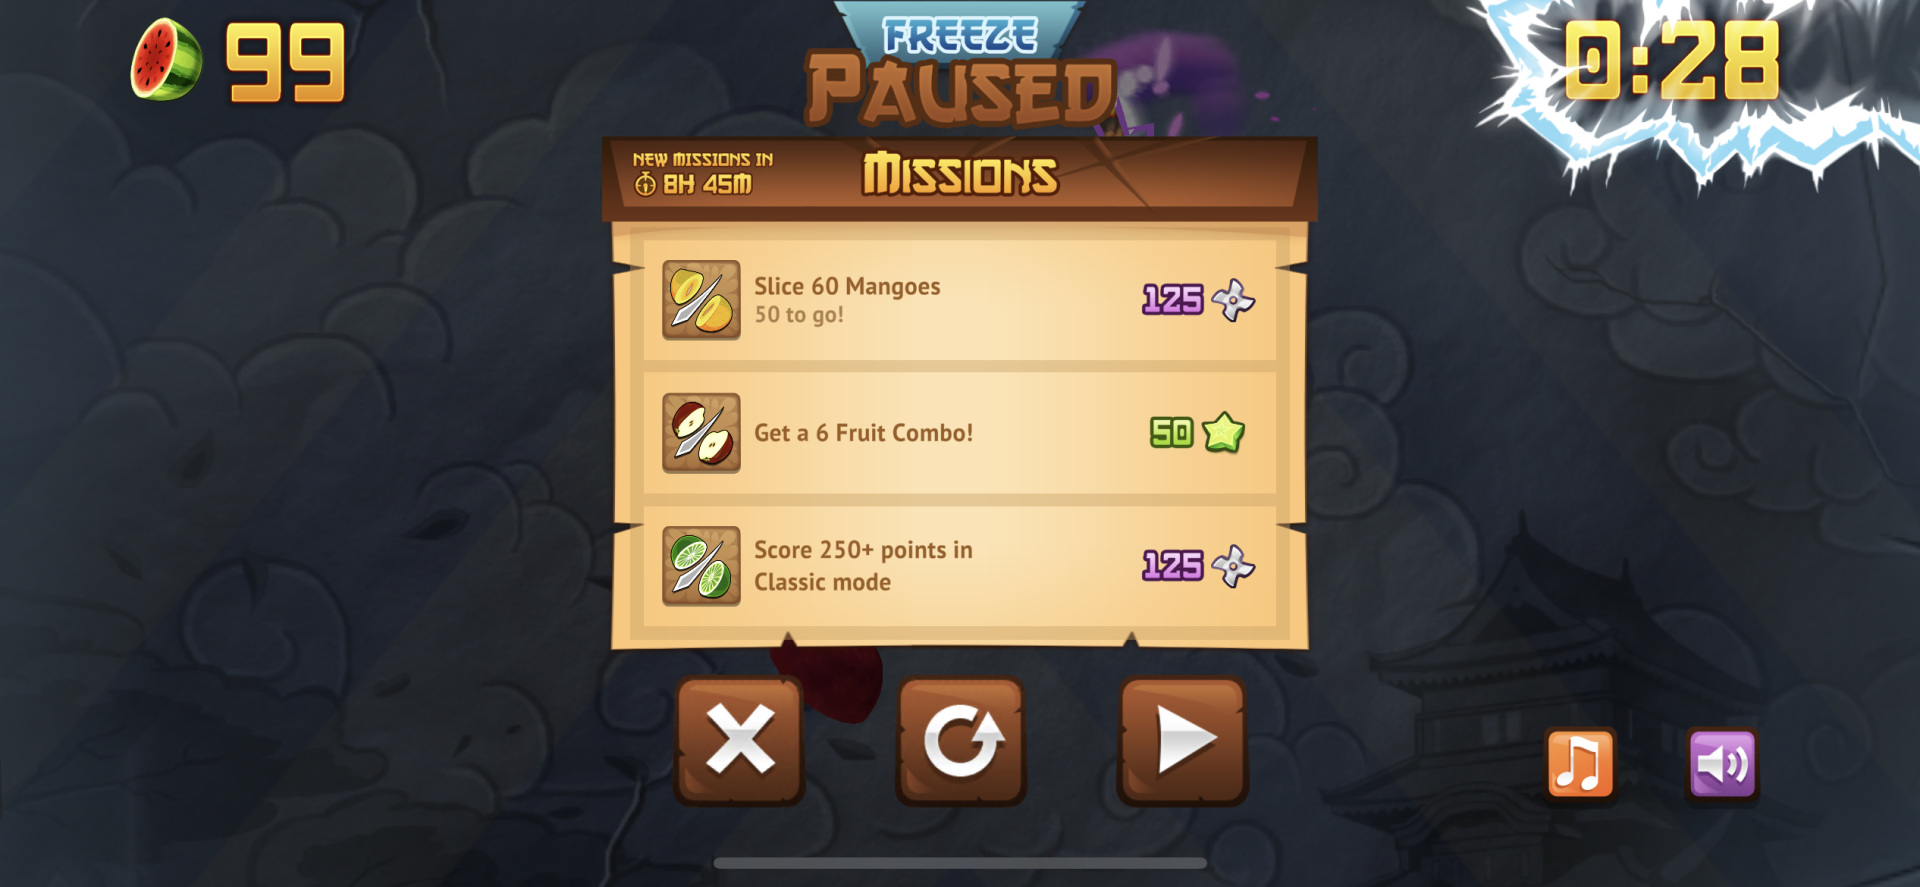 99
FREEZE
PAUSED
0:28
NEW MISSIONS IN
8H 45M
MISSIONS
Slice 60 Mangoes
50 to go!
125
Get a 6 Fruit Combo!
50
Score 250+ points in
Classic mode
125